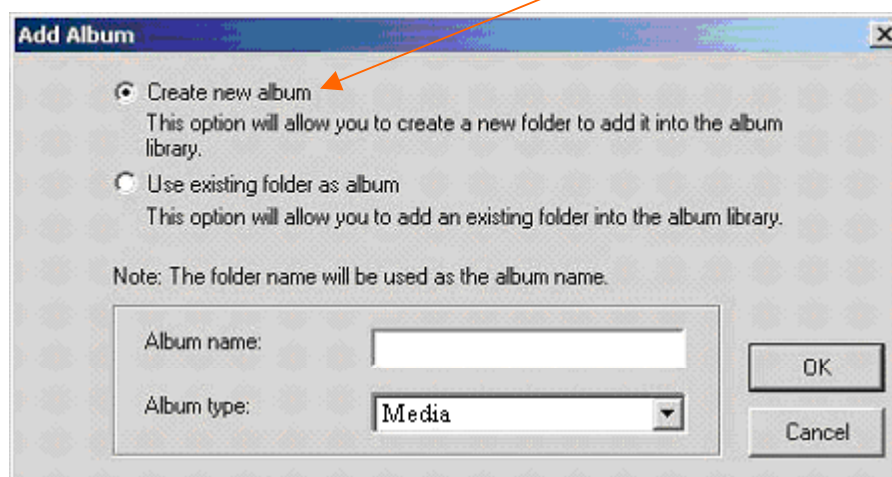 Add Album
Create new album
This option will allow you to create a new folder to add it into the album
library.
Use existing folder as album
This option will allow you to add an existing folder into the album library.
Note: The folder name will be used as the album name.
Album name:
Album type:
Media
OK
Cancel